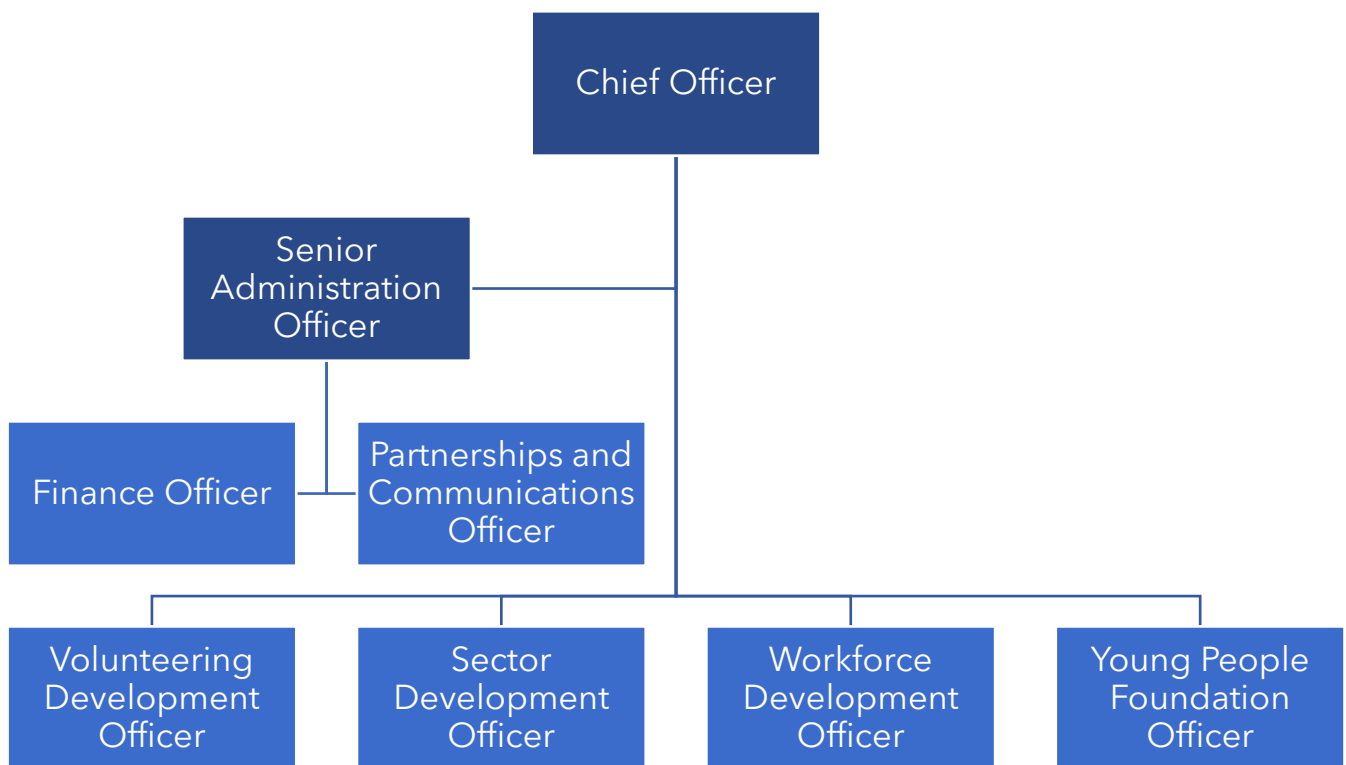 Chief Officer
Senior
Administration
Officer
Finance Officer
Partnerships and
Communications
Officer
Volunteering
Development
Officer
Sector
Development
Officer
Workforce
Development
Officer
Young People
Foundation
Officer